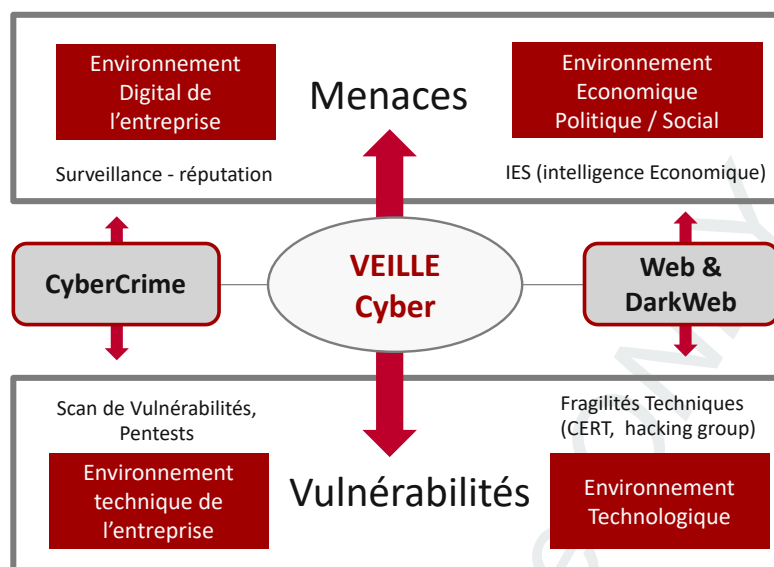 Environnement
Digital de
l'entreprise
Menaces
Environnement
Economique
Politique / Social
Surveillance - réputation
IES (intelligence Economique)
CyberCrime
VEILLE
Cyber
Web &
DarkWeb
Scan de Vulnérabilités,
Pentests
Fragilités Techniques
(CERT, hacking group)
Environnement
technique de
l'entreprise
Vulnérabilités
Environnement
Technologique